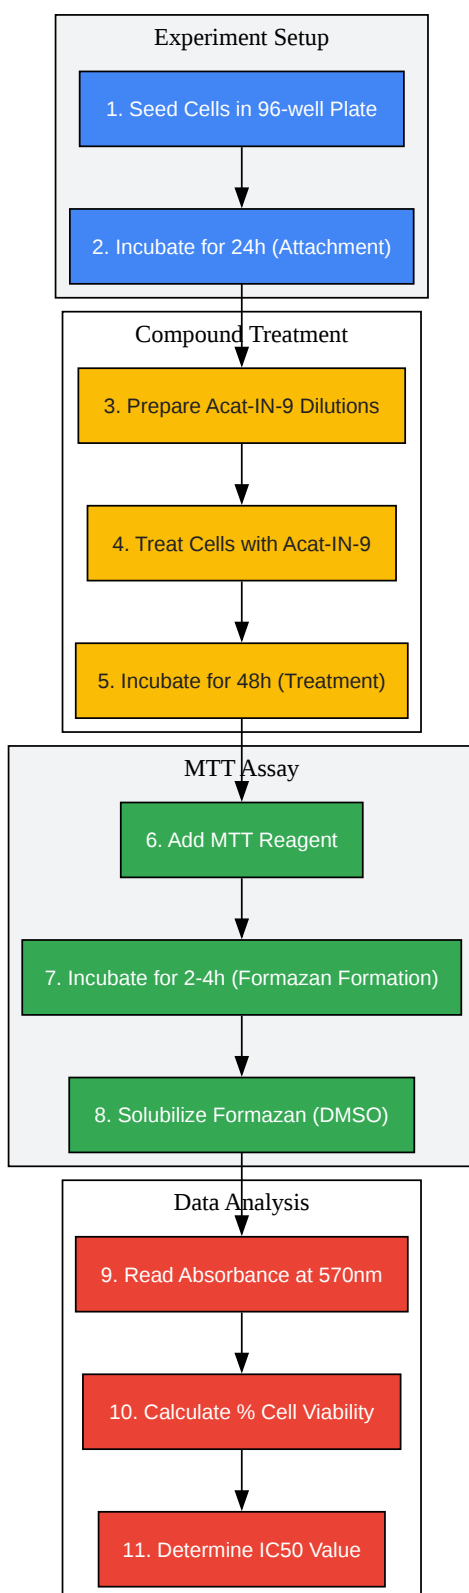 Experiment Setup
1. Seed Cells in 96-well Plate
2. Incubate for 24h (Attachment)
Compound Treatment
3. Prepare Acat-IN-9 Dilutions
4. Treat Cells with Acat-IN-9
5. Incubate for 48h (Treatment)
MTT Assay
6. Add MTT Reagent
7. Incubate for 2-4h (Formazan Formation)
8. Solubilize Formazan (DMSO)
Data Analysis
9. Read Absorbance at 570nm
10. Calculate % Cell Viability
11. Determine IC50 Value